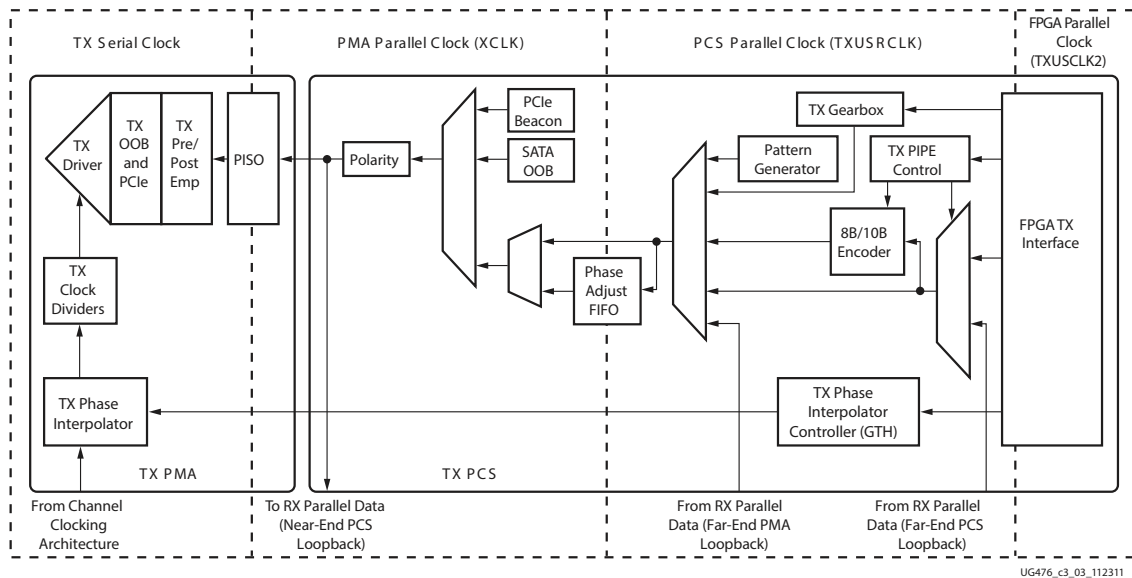 TX Serial Clock
PMA Parallel Clock (XCLK)
PCS Parallel Clock (TXUSRCLK)
FPGA Parallel
Clock
(TXUSCLK2)
TX
Driver
TX
OOB
and
PCIe
TX
Pre/
Post
Emp
PISO
Polarity
PCIe
Beacon
SATA
OOB
TX Gearbox
Pattern
Generator
TX PIPE
Control
FPGA TX
Interface
8B/10B
Encoder
Phase
Adjust
FIFO
TX
Clock
Dividers
TX Phase
Interpolator
TX Phase
Interpolator
Controller (GTH)
TX PMA
TX PCS
From Channel
Clocking
Architecture
To RX Parallel Data
(Near-End PCS
Loopback)
From RX Parallel
Data (Far-End PMA
Loopback)
From RX Parallel
Data (Far-End PCS
Loopback)
UG476_c3_03_112311